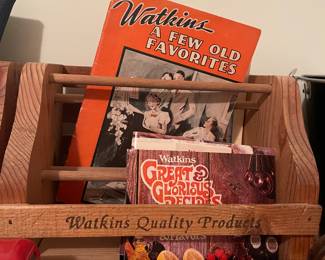 Watkins
A FEW OLD
FAVORITES
Watkins
GREAT &
GLORIOUS
RECIPES
Watkins Quality Products